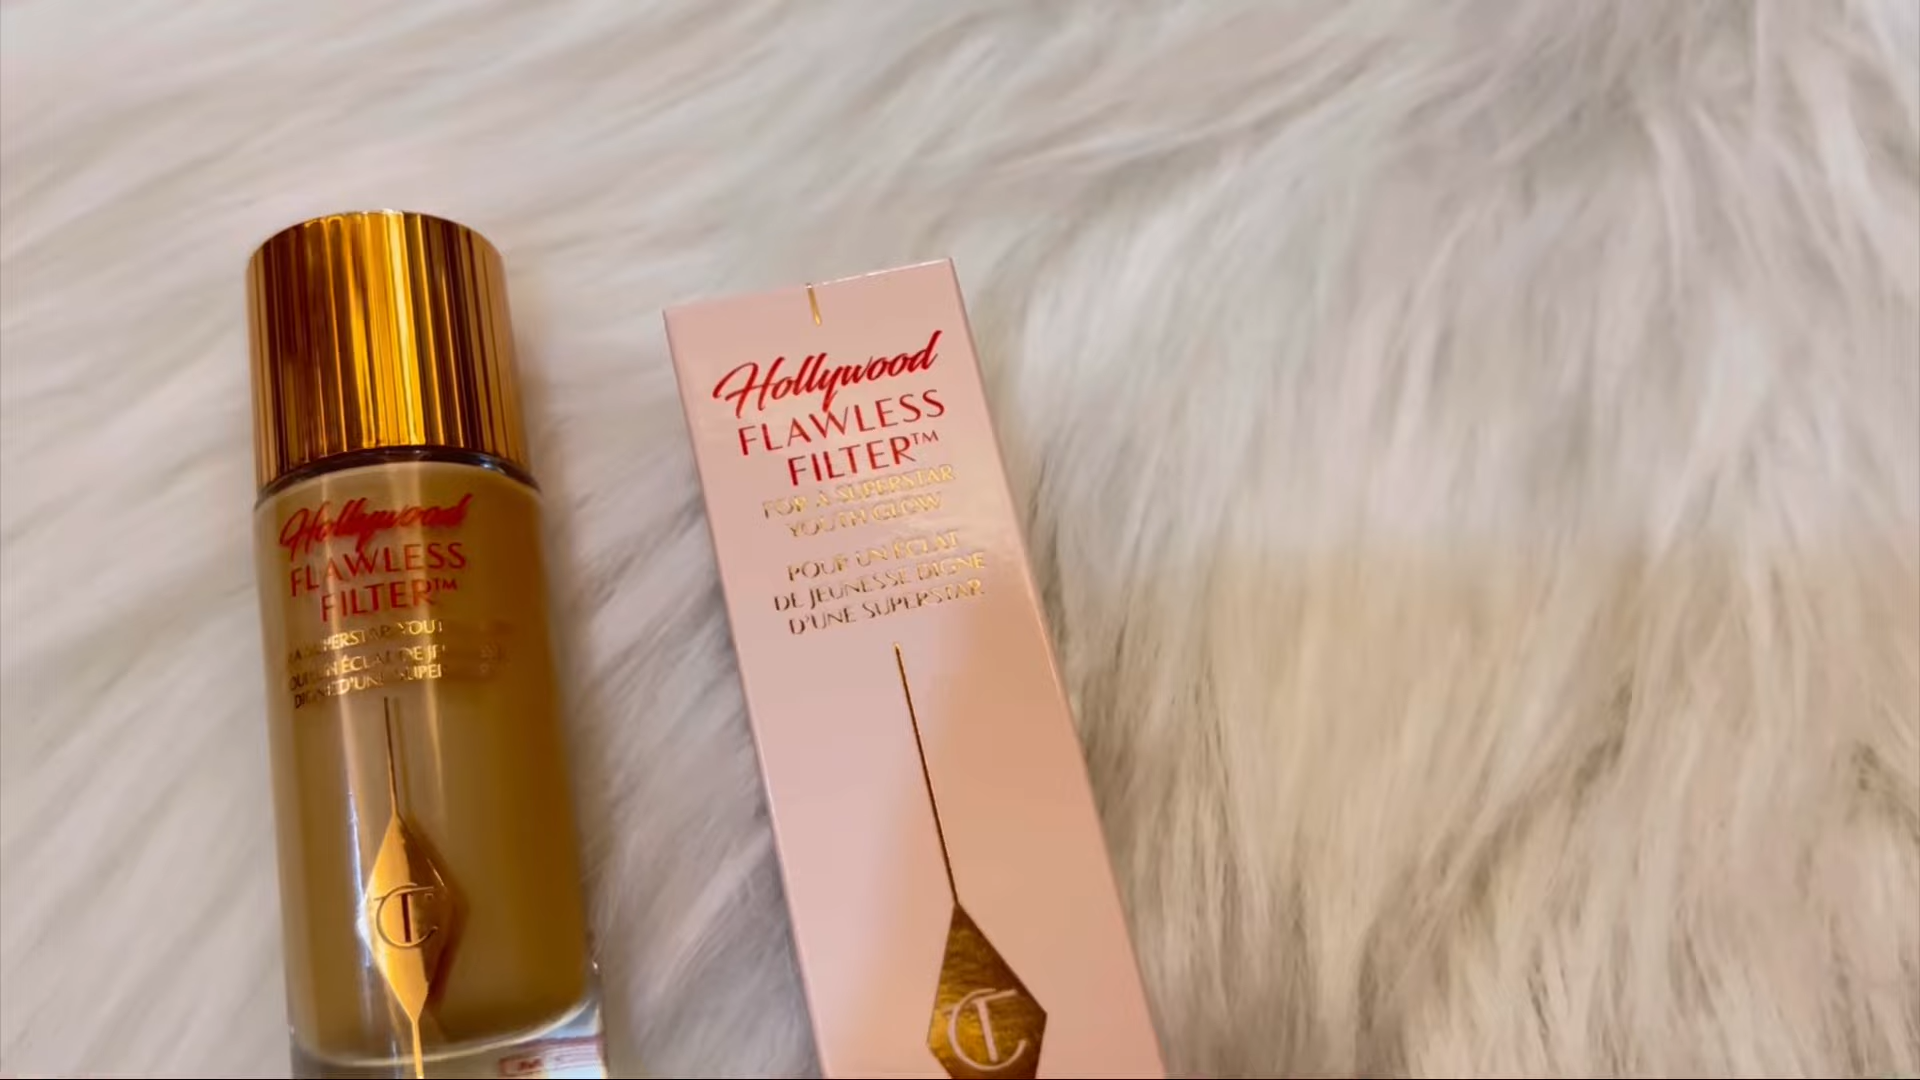 Hollywood
FLAWLESS
FILTER™
CT
Hollywood
FLAWLESS
FILTER™
FOR A SUPERSTAR
YOUTH GLOW
POUR UN ÉCLAT
DE JEUNESSE DIGNE
D'UNE SUPERSTAR
CT